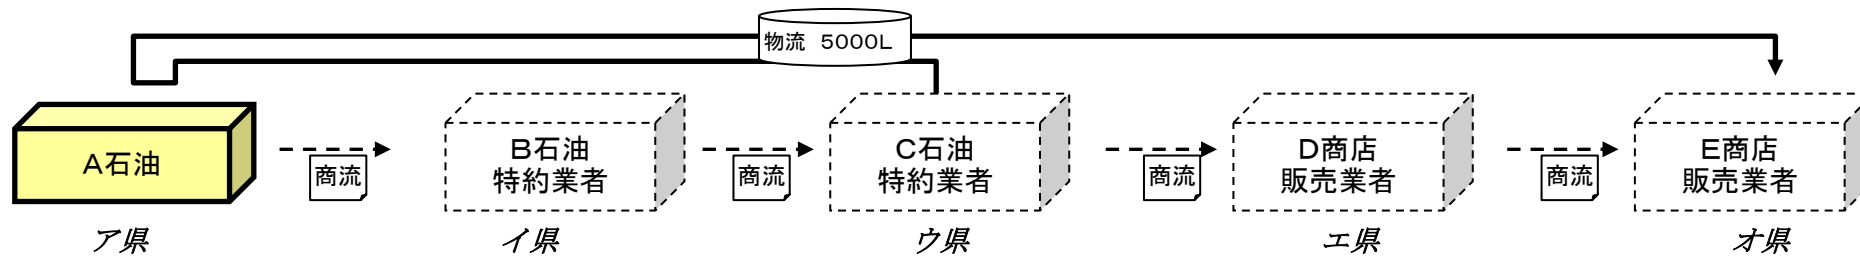 物流 5000L
A石油
商流
B石油
特約業者
商流
C石油
特約業者
商流
D商店
販売業者
商流
E商店
販売業者
ア県
イ県
ウ県
エ県
オ県